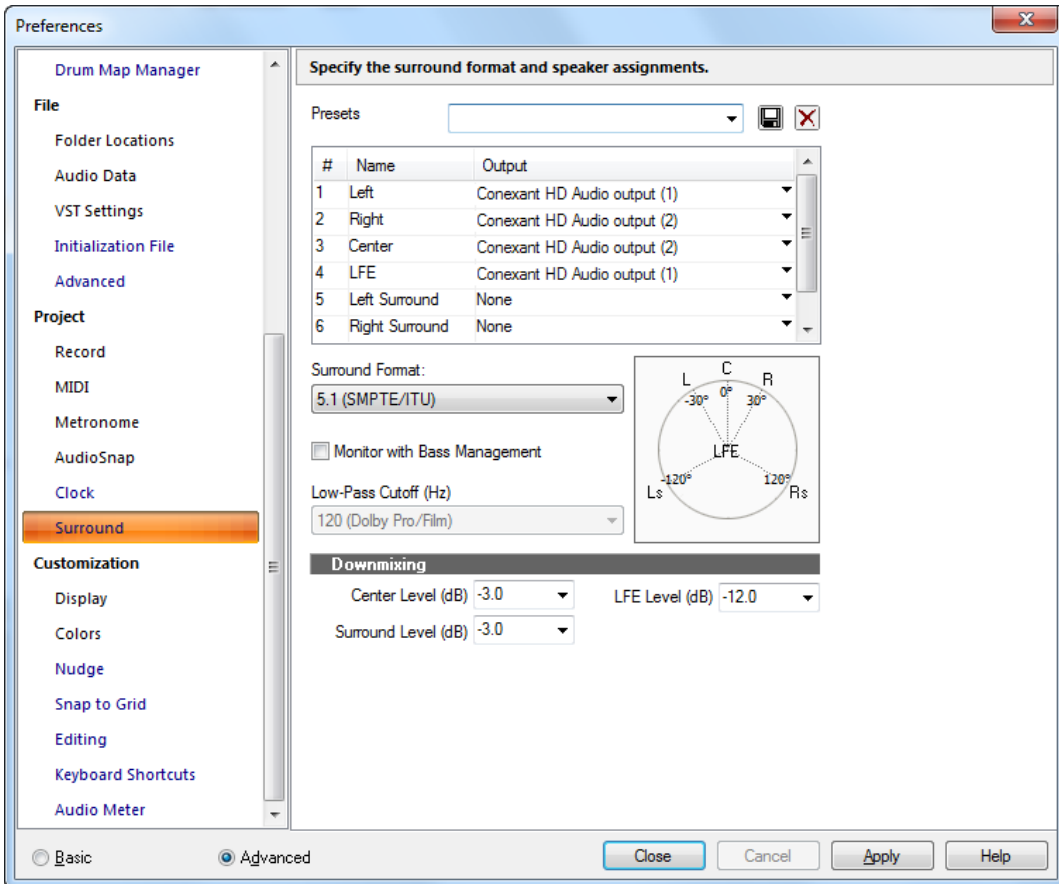 Preferences
Drum Map Manager
File
Folder Locations
Audio Data
VST Settings
Initialization File
Advanced
Project
Record
MIDI
Metronome
AudioSnap
Clock
Surround
Customization
Display
Colors
Nudge
Snap to Grid
Editing
Keyboard Shortcuts
Audio Meter
Specify the surround format and speaker assignments.
Presets
# Name Output
1 Left Conexant HD Audio output (1)
2 Right Conexant HD Audio output (2)
3 Center Conexant HD Audio output (2)
4 LFE Conexant HD Audio output (1)
5 Left Surround None
6 Right Surround None
Surround Format:
5.1 (SMPTE/ITU)
Monitor with Bass Management
Low-Pass Cutoff (Hz)
120 (Dolby Pro/Film)
C
L R
-30° 0° 30°
LFE
-120° 120°
Ls Rs
Downmixing
Center Level (dB) -3.0 LFE Level (dB) -12.0
Surround Level (dB) -3.0
Basic Advanced Close Cancel Apply Help